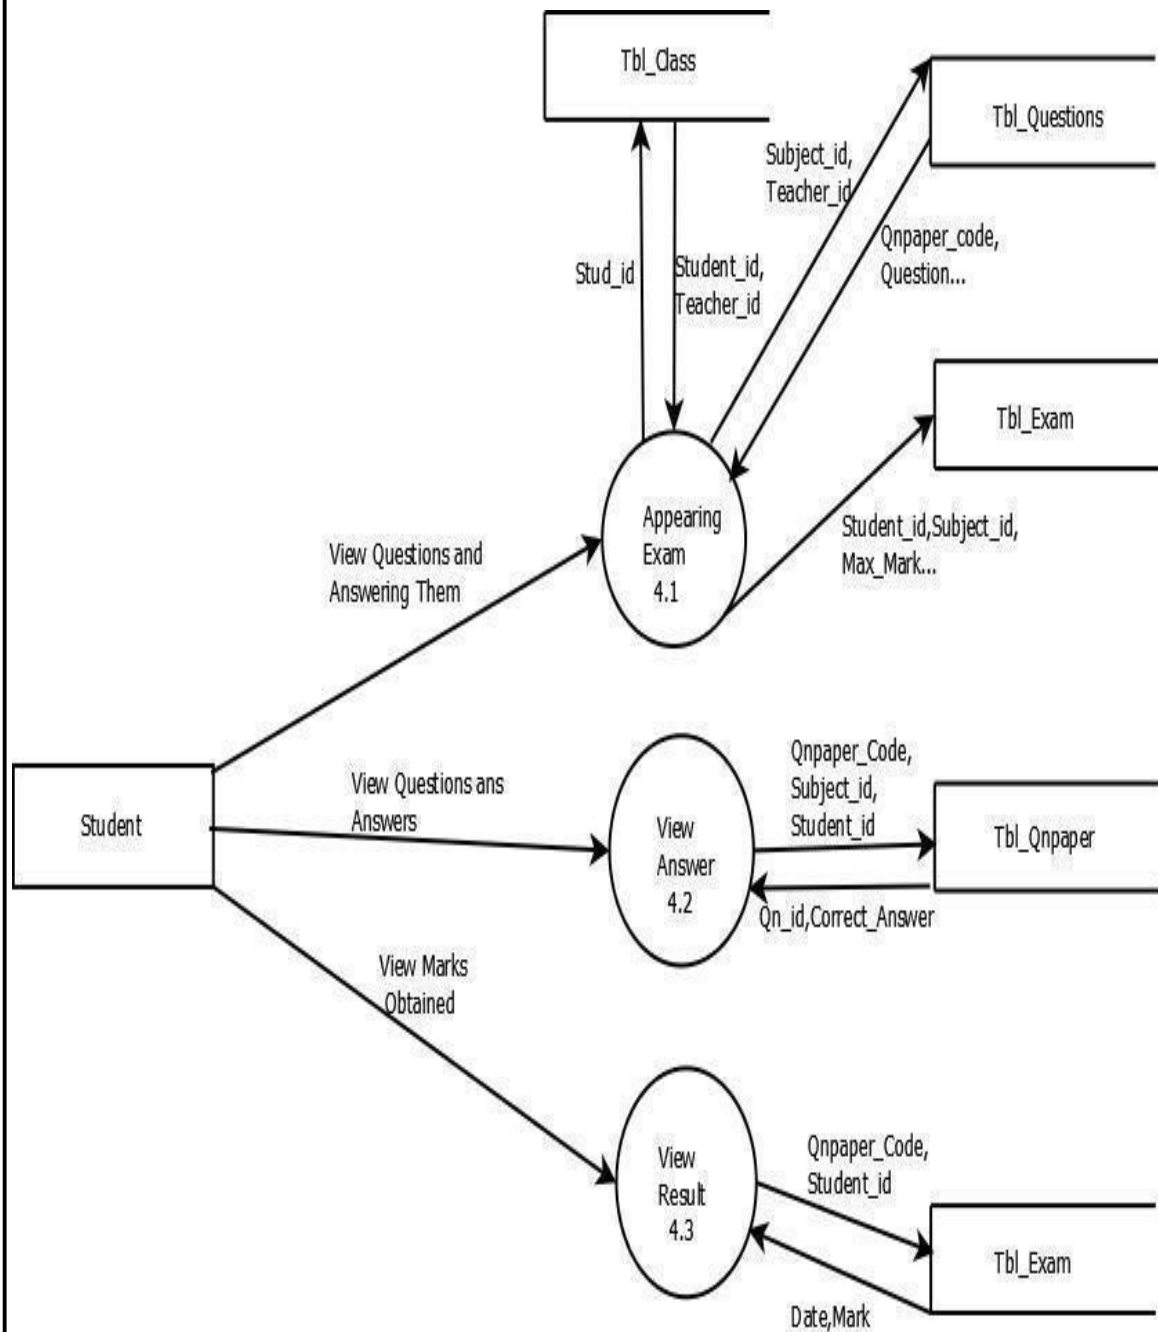 Tbl_Class
Tbl_Questions
Subject_id,
Teacher_id
Qnpaper_code,
Question...
Stud_id
Student_id,
Teacher_id
Tbl_Exam
Appearing
Exam
4.1
Student_id,Subject_id,
Max_Mark...
View Questions and
Answering Them
Student
View Questions ans
Answers
View
Answer
4.2
Qnpaper_Code,
Subject_id,
Student_id
Tbl_Qnpaper
Qn_id,Correct_Answer
View Marks
Obtained
View
Result
4.3
Qnpaper_Code,
Student_id
Tbl_Exam
Date,Mark